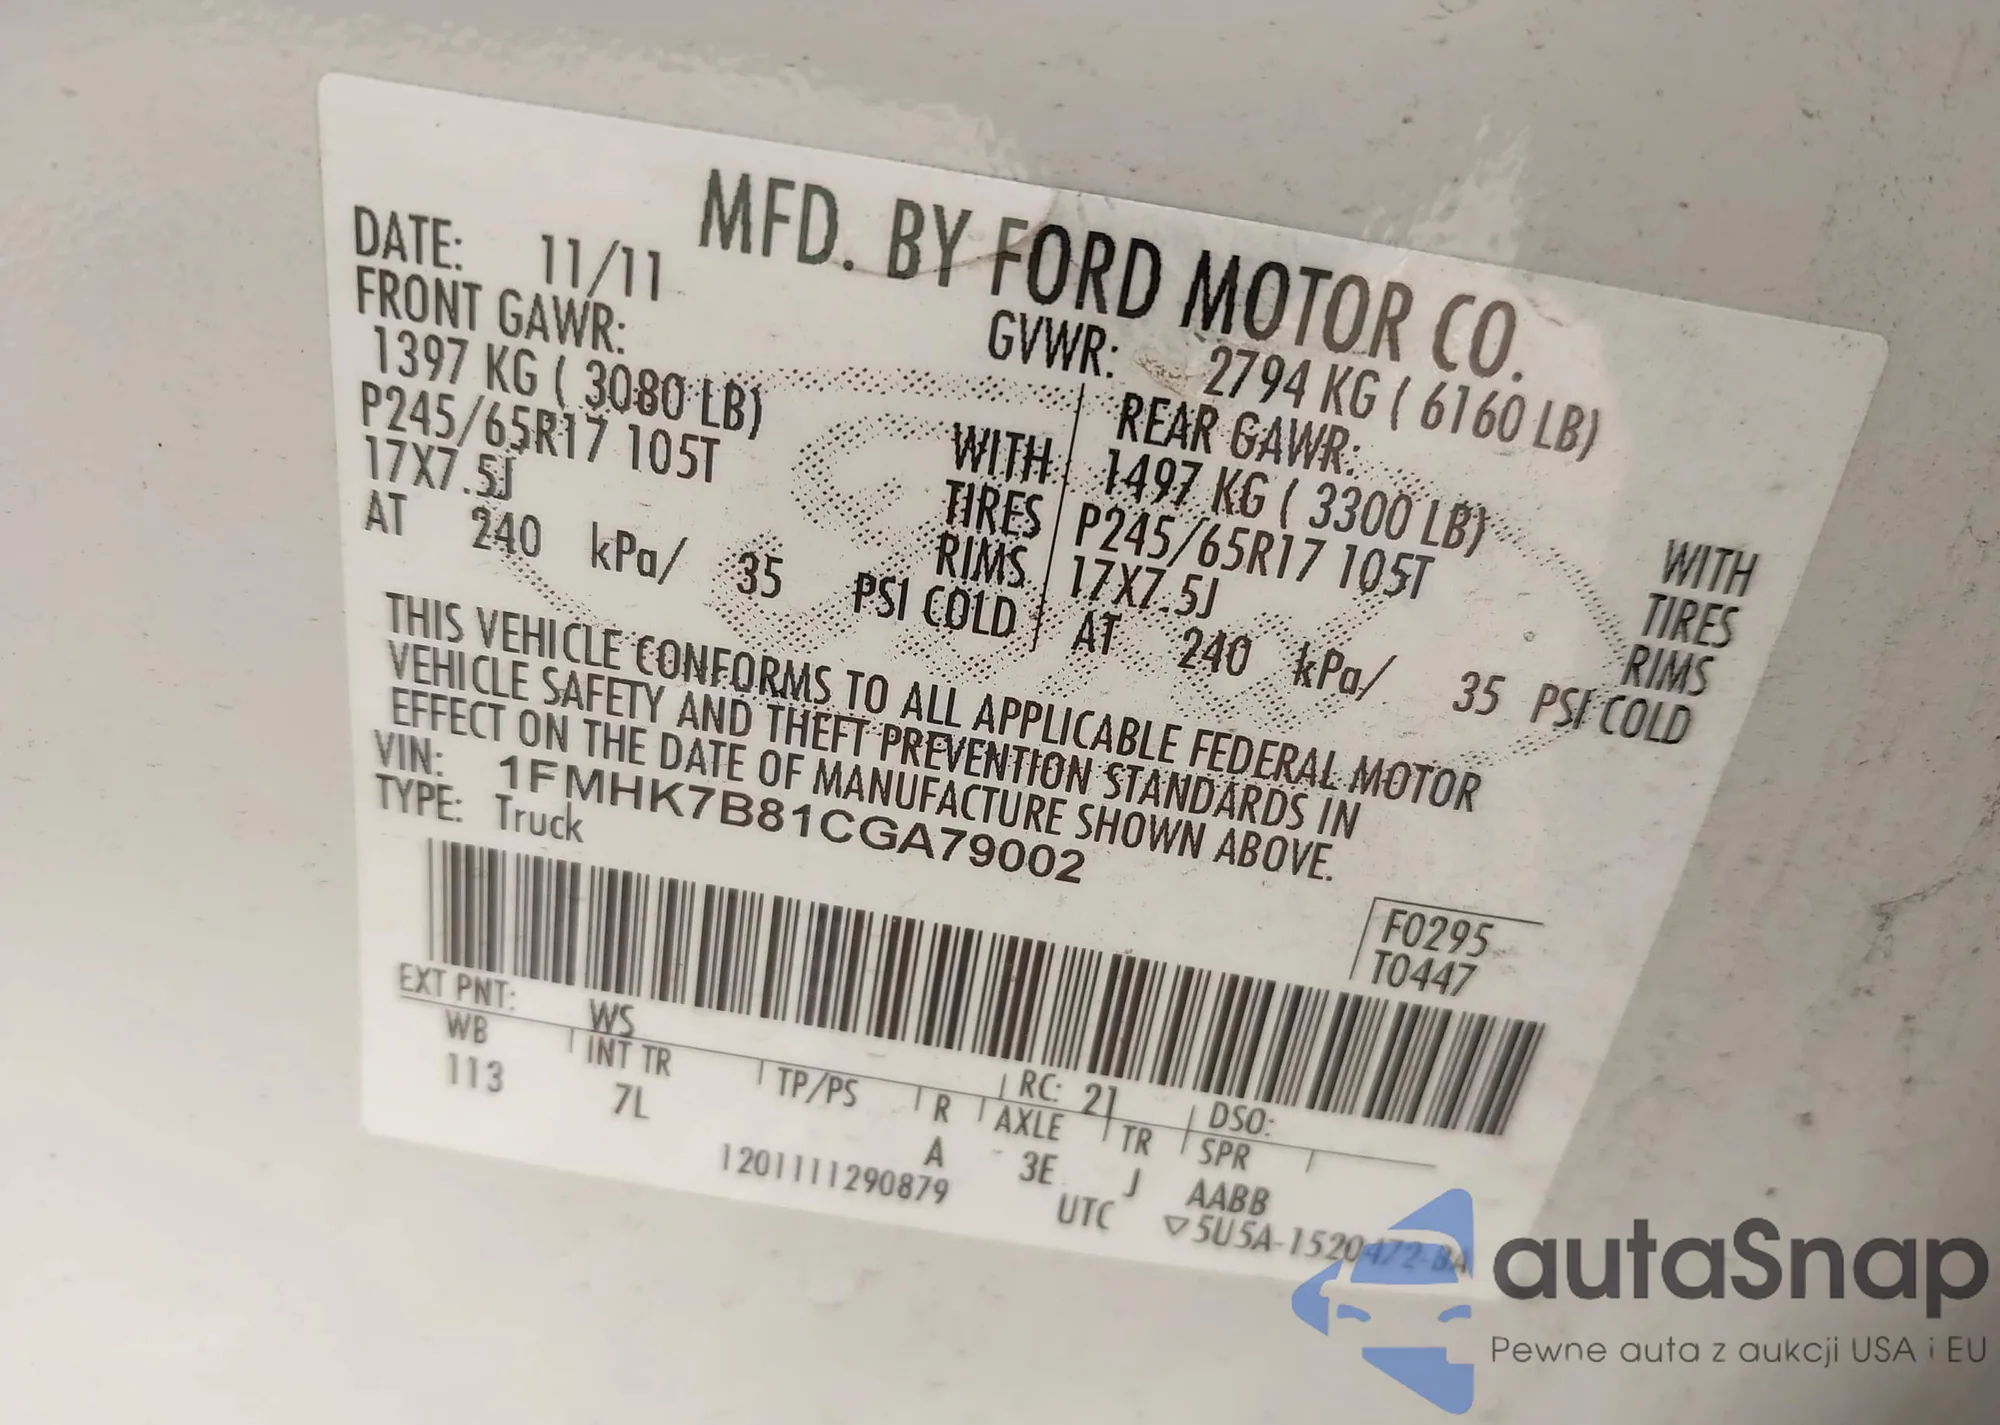 MFD. BY FORD MOTOR CO.
DATE: 11/11
GVWR: 2794 KG ( 6160 LB)
FRONT GAWR:
1397 KG ( 3080 LB)
WITH
P245/65R17 105T
TIRES
17X7.5J
RIMS
AT 240 kPa/ 35 PSI COLD
REAR GAWR:
1497 KG ( 3300 LB)
WITH
P245/65R17 105T
TIRES
17X7.5J
RIMS
AT 240 kPa/ 35 PSI COLD
THIS VEHICLE CONFORMS TO ALL APPLICABLE FEDERAL MOTOR
VEHICLE SAFETY AND THEFT PREVENTION STANDARDS IN
EFFECT ON THE DATE OF MANUFACTURE SHOWN ABOVE.
VIN: 1FMHK7B81CGA79002
TYPE: Truck
F0295
T0447
EXT PNT: WS RC: 21 DSO:
WB INT TR TP/PS R AXLE TR SPR
113 7L A 3E J AABB
1201111290879 UTC ▽5U5A-1520472-BA
autaSnap
Pewne auta z aukcji USA i EU